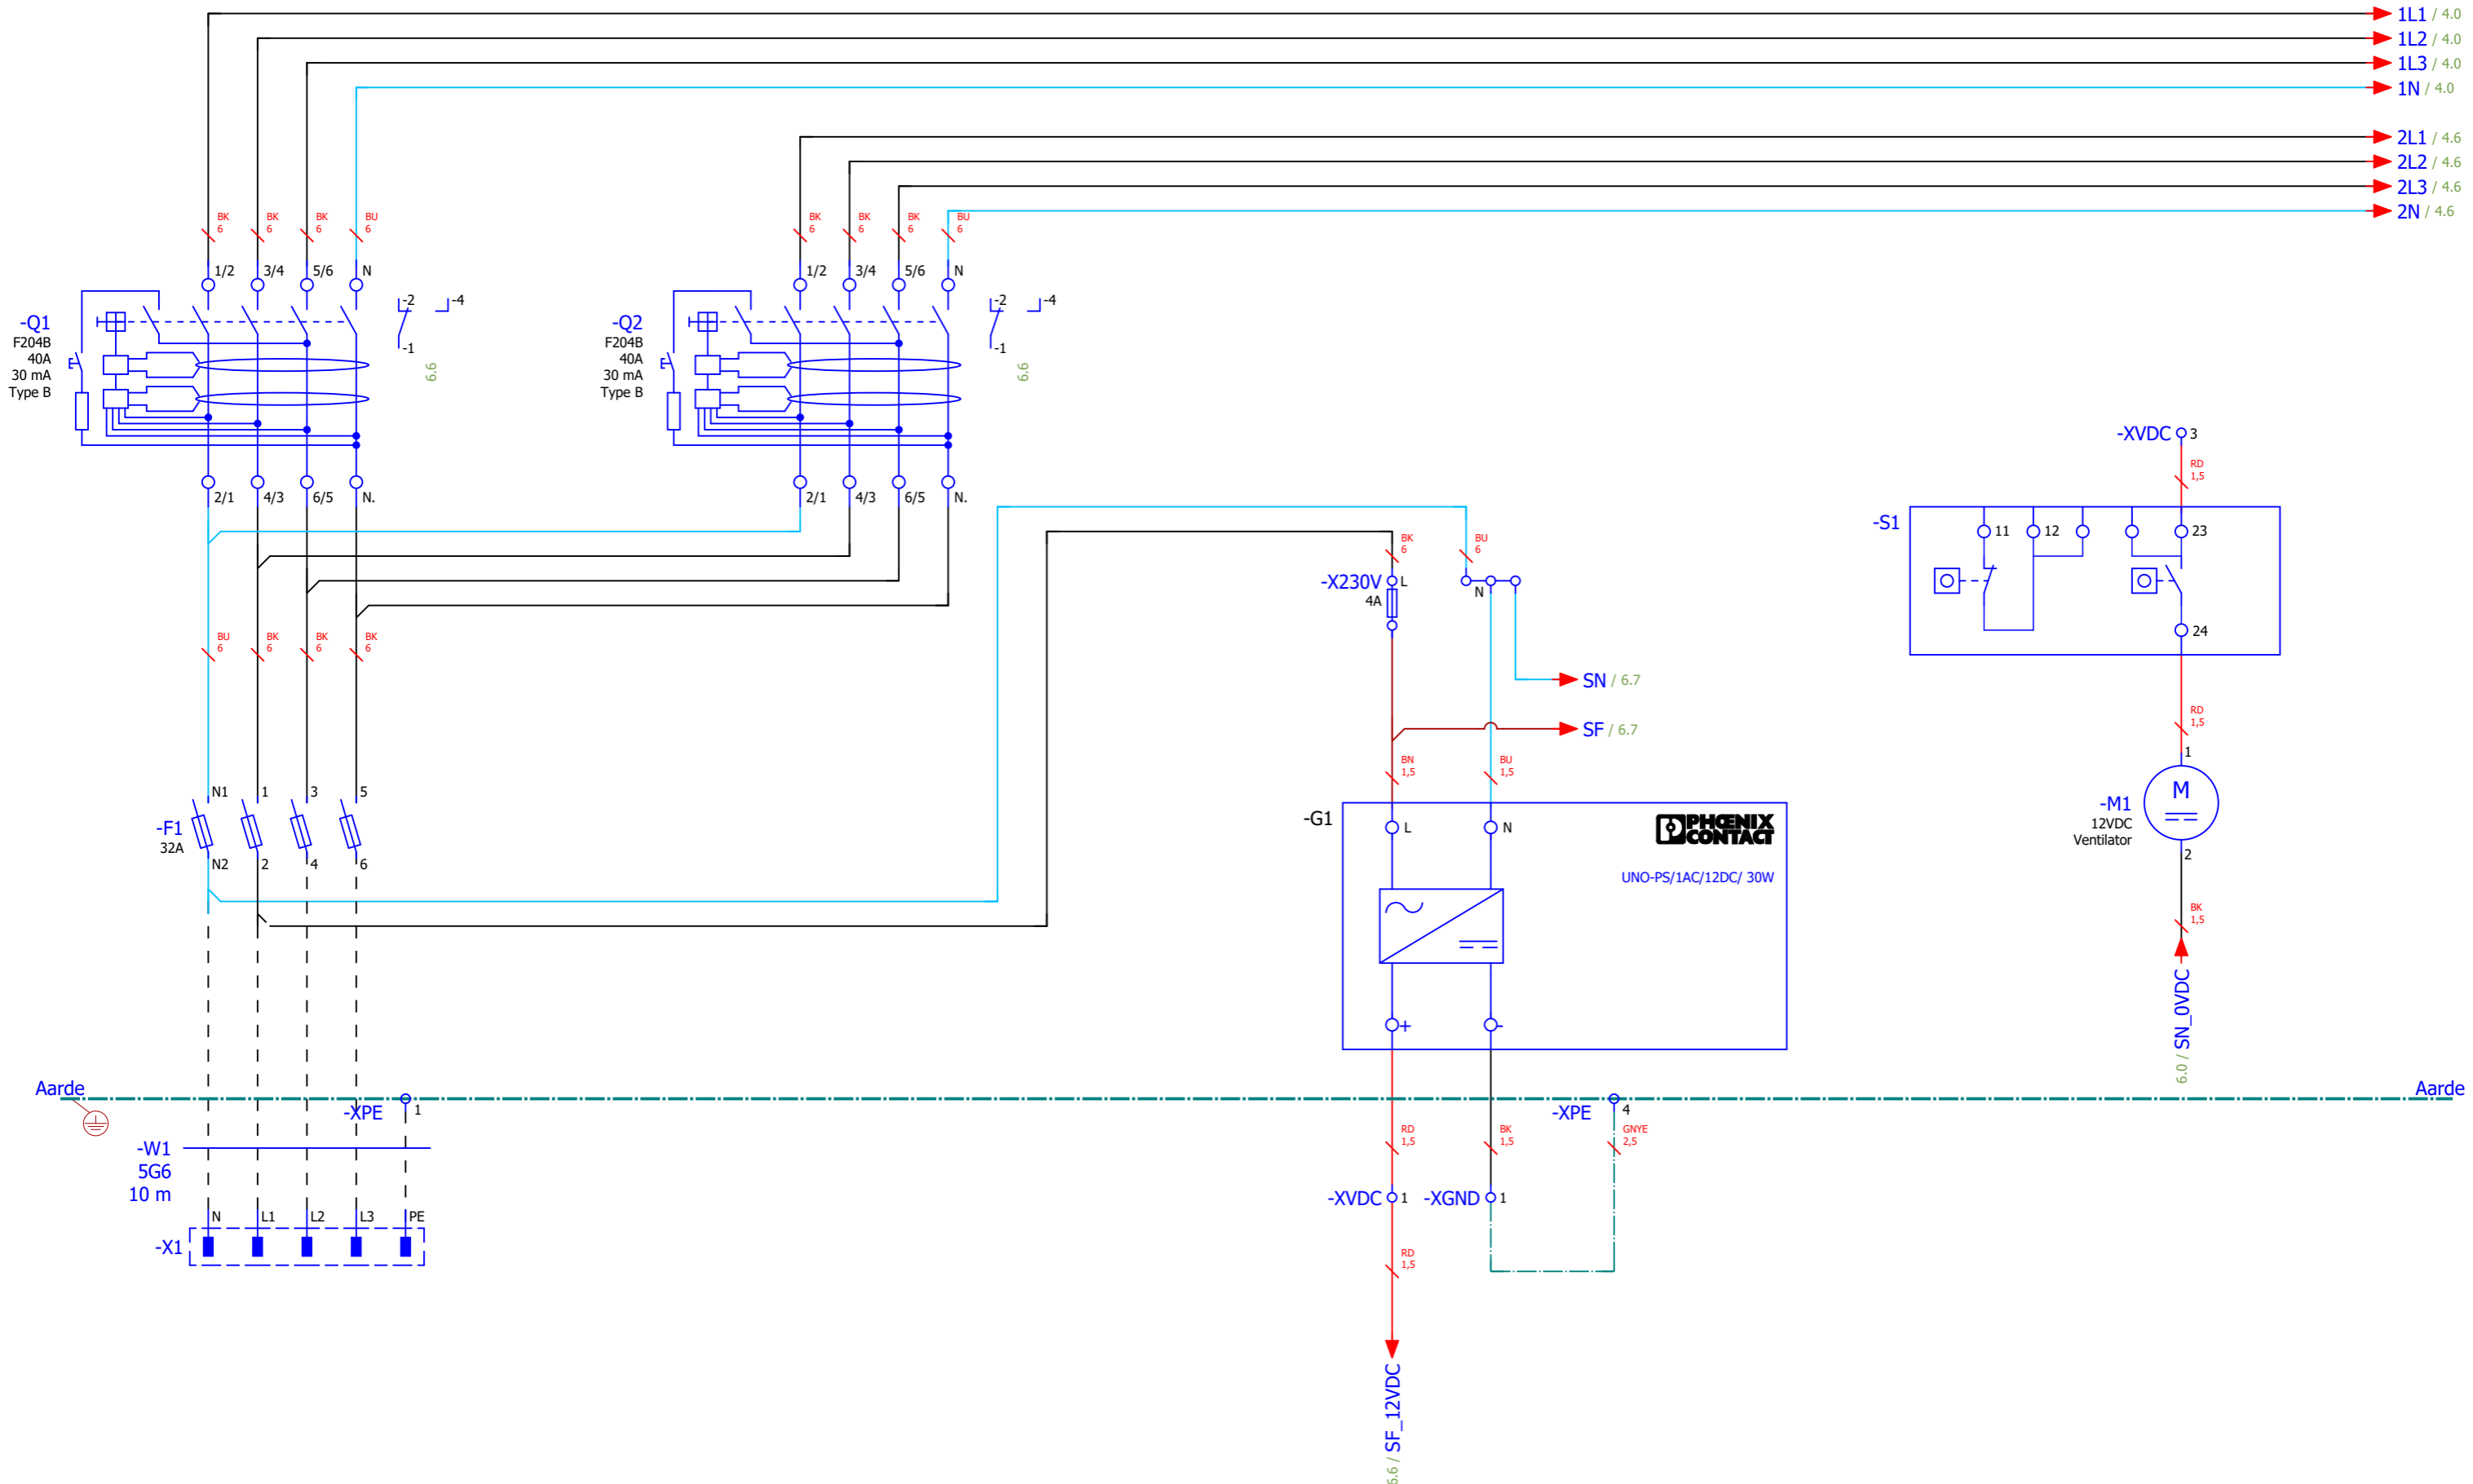 1L1 / 4.0
1L2 / 4.0
1L3 / 4.0
1N / 4.0
2L1 / 4.6
2L2 / 4.6
2L3 / 4.6
2N / 4.6
BK
6
BK
6
BK
6
BU
6
BK
6
BK
6
BK
6
BU
6
1/2
3/4
5/6
N
1/2
3/4
5/6
N
-Q1
F204B
40A
30 mA
Type B
-2
-4
-1
6.6
-Q2
F204B
40A
30 mA
Type B
-2
-4
-1
6.6
2/1
4/3
6/5
N.
2/1
4/3
6/5
N.
-XVDC
3
RD
1,5
-S1
11
12
23
24
BK
6
BU
6
-X230V
L
4A
N
BU
6
BK
6
BK
6
BK
6
SN / 6.7
SF / 6.7
RD
1,5
BN
1,5
BU
1,5
1
M
-M1
12VDC
Ventilator
2
BK
1,5
6.0 / SN_0VDC
N1
1
3
5
-F1
32A
N2
2
4
6
-G1
L
N
PHŒNIX
CONTACT
UNO-PS/1AC/12DC/ 30W
+
-
Aarde
Aarde
-XPE
1
-XPE
4
-W1
5G6
10 m
RD
1,5
BK
1,5
GNYE
2,5
-XVDC
1
-XGND
1
N
L1
L2
L3
PE
-X1
RD
1,5
6.6 / SF_12VDC